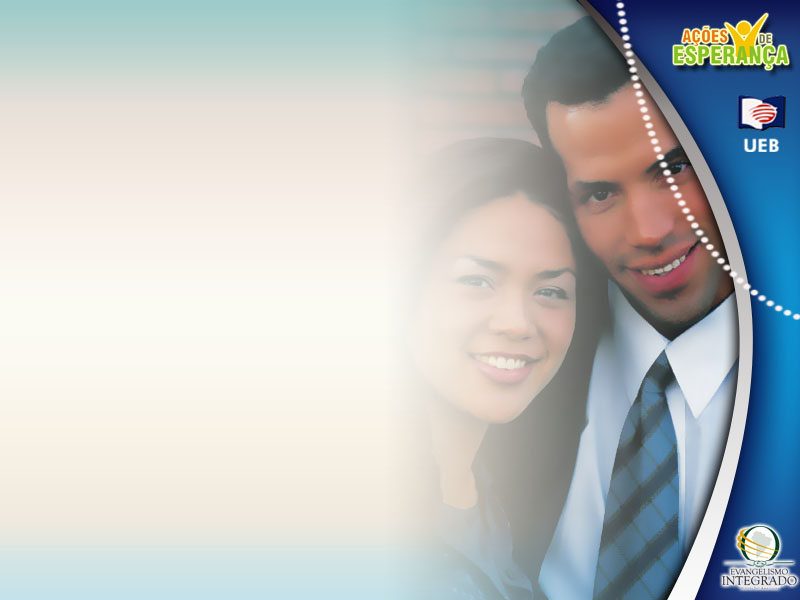 AÇÕES DE
ESPERANÇA
UEB
EVANGELISMO
INTEGRADO